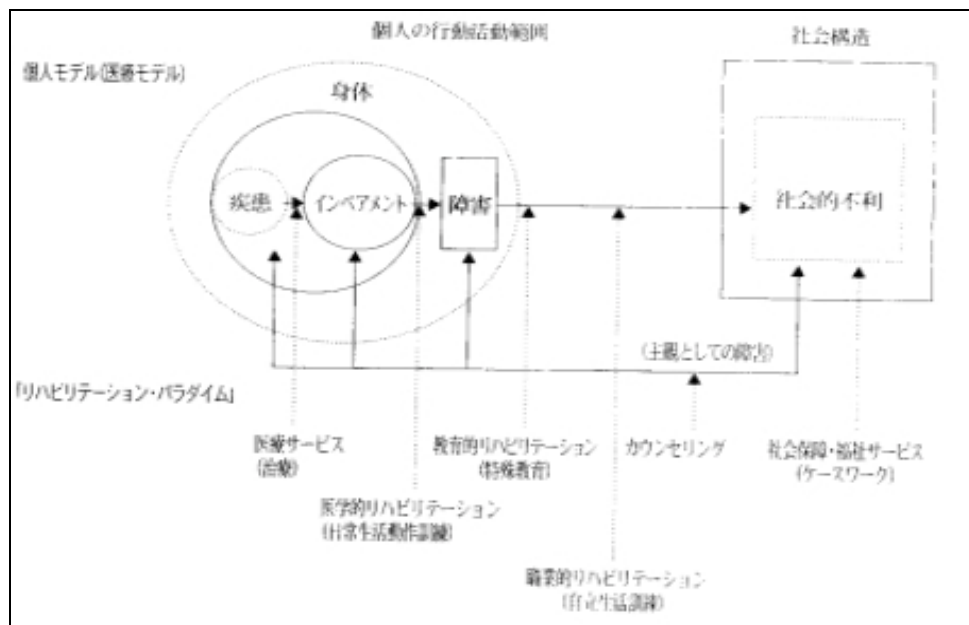 個人の行動活動範囲
社会構造
個人モデル(医療モデル)
身体
疾患
インペアメント
障害
社会的不利
(主観としての障害)
「リハビリテーション・パラダイム」
医療サービス
(治療)
教育的リハビリテーション
(特殊教育)
カウンセリング
社会保障・福祉サービス
(ケースワーク)
医学的リハビリテーション
(日常生活動作訓練)
職業的リハビリテーション
(自立生活訓練)